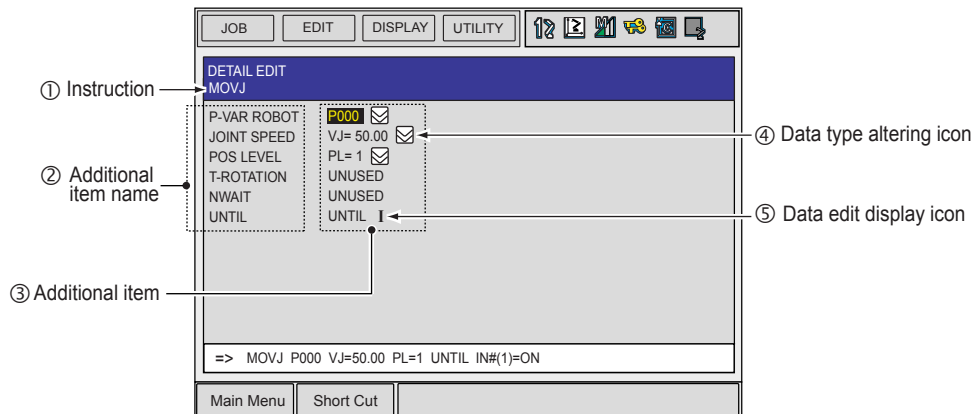 JOB EDIT DISPLAY UTILITY
DETAIL EDIT
MOVJ
① Instruction
P-VAR ROBOT P000
JOINT SPEED VJ= 50.00
④ Data type altering icon
POS LEVEL PL= 1
② Additional
item name
T-ROTATION UNUSED
NWAIT UNUSED
UNTIL UNTIL I
⑤ Data edit display icon
③ Additional item
=> MOVJ P000 VJ=50.00 PL=1 UNTIL IN#(1)=ON
Main Menu Short Cut